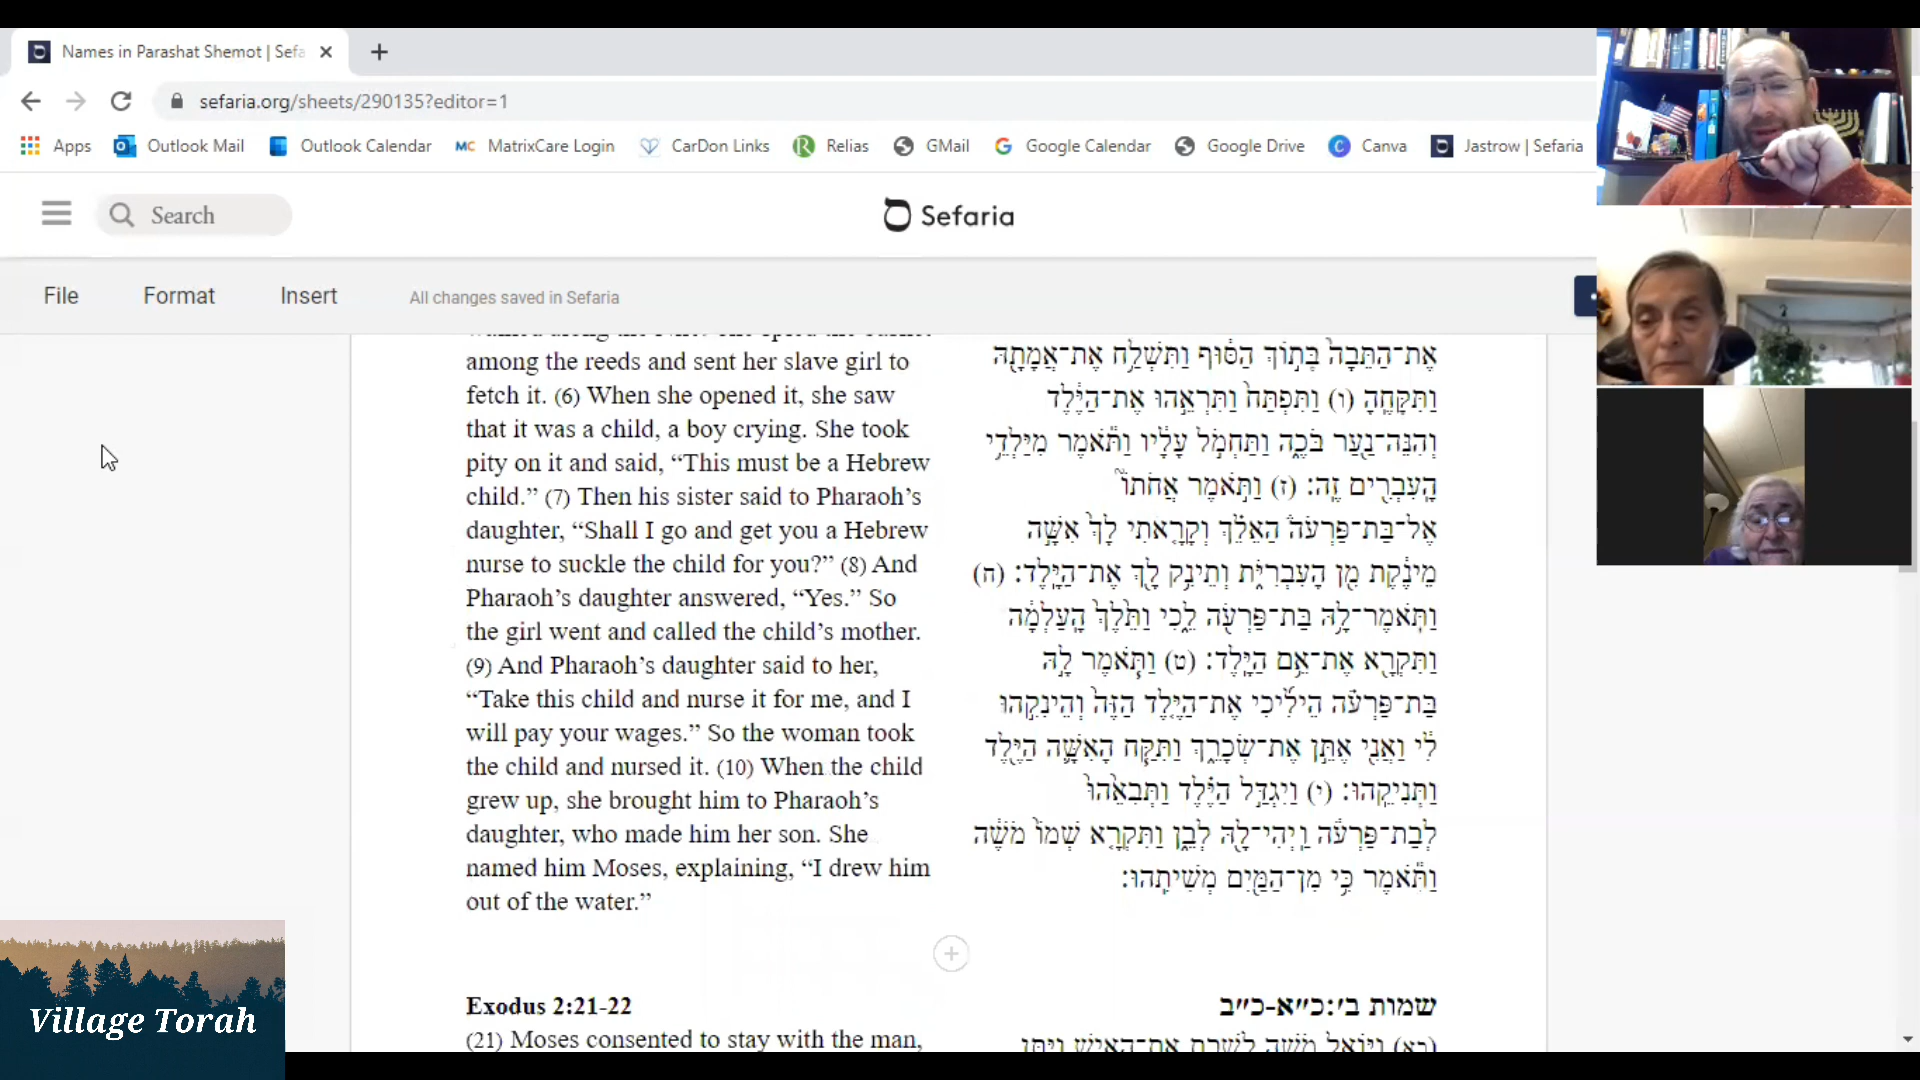 Names in Parashat Shemot | Sefa
sefaria.org/sheets/290135?editor=1
Apps
Outlook Mail
Outlook Calendar
MC MatrixCare Login
CarDon Links
Relias
GMail
Google Calendar
Google Drive
Canva
Jastrow | Sefaria
Search
Sefaria
File
Format
Insert
All changes saved in Sefaria
among the reeds and sent her slave girl to
fetch it. (6) When she opened it, she saw
that it was a child, a boy crying. She took
pity on it and said, “This must be a Hebrew
child.” (7) Then his sister said to Pharaoh’s
daughter, “Shall I go and get you a Hebrew
nurse to suckle the child for you?” (8) And
Pharaoh’s daughter answered, “Yes.” So
the girl went and called the child’s mother.
(9) And Pharaoh’s daughter said to her,
“Take this child and nurse it for me, and I
will pay your wages.” So the woman took
the child and nursed it. (10) When the child
grew up, she brought him to Pharaoh’s
daughter, who made him her son. She
named him Moses, explaining, “I drew him
out of the water.”
אֶת־הַתֵּבָה֙ בְּת֣וֹךְ הַסּ֔וּף וַתִּשְׁלַ֥ח אֶת־אֲמָתָ֖הּ
וַתִּקָּחֶֽהָ (ו) וַתִּפְתַּח֙ וַתִּרְאֵ֣הוּ אֶת־הַיֶּ֔לֶד
וְהִנֵּה־נַ֖עַר בֹּכֶ֑ה וַתַּחְמֹ֣ל עָלָ֔יו וַתֹּ֕אמֶר מִיַּלְדֵ֥י
הָֽעִבְרִ֖ים זֶֽה׃ (ז) וַתֹּ֣אמֶר אֲחֹתוֹ֮
אֶל־בַּת־פַּרְעֹה֒ הַאֵלֵ֗ךְ וְקָרָ֤אתִי לָךְ֙ אִשָּׁ֣ה
מֵינֶ֔קֶת מִ֖ן הָעִבְרִיֹּ֑ת וְתֵינִ֥ק לָ֖ךְ אֶת־הַיָּֽלֶד׃ (ח)
וַתֹּֽאמֶר־לָ֥הּ בַּת־פַּרְעֹ֖ה לֵ֑כִי וַתֵּ֙לֶךְ֙ הָֽעַלְמָ֔ה
וַתִּקְרָ֖א אֶת־אֵ֥ם הַיָּֽלֶד׃ (ט) וַתֹּ֧אמֶר לָ֣הּ
בַּת־פַּרְעֹ֗ה הֵילִ֜יכִי אֶת־הַיֶּ֤לֶד הַזֶּה֙ וְהֵינִקִ֣הוּ
לִ֔י וַאֲנִ֖י אֶתֵּ֣ן אֶת־שְׂכָרֵ֑ךְ וַתִּקַּ֧ח הָאִשָּׁ֛ה הַיֶּ֖לֶד
וַתְּנִיקֵֽהוּ׃ (י) וַיִגְדַּ֣ל הַיֶּ֗לֶד וַתְּבִאֵ֙הוּ֙
לְבַת־פַּרְעֹ֔ה וַֽיְהִי־לָ֖הּ לְבֵ֑ן וַתִּקְרָ֤א שְׁמוֹ֙ מֹשֶׁ֔ה
וַתֹּ֕אמֶר כִּ֥י מִן־הַמַּ֖יִם מְשִׁיתִֽהוּ׃
Exodus 2:21-22
(21) Moses consented to stay with the man,
שמות ב׳:כ״א-כ״ב
(כא) וַיּ֥וֹאֶל מֹשֶׁ֖ה לָשֶׁ֣בֶת אֶת־הָאִ֑ישׁ וַיִּתֵּ֛ן
Village Torah